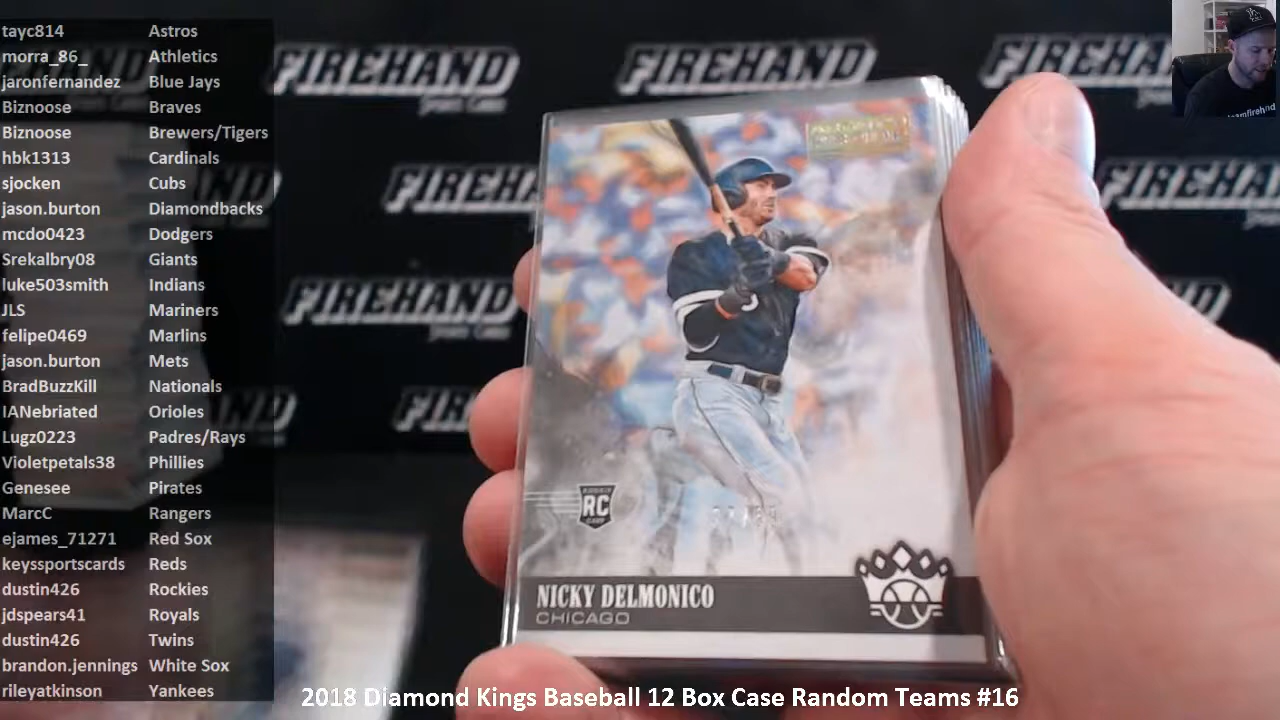 tayc814 Astros
morra_86_ Athletics
jaronfernandez Blue Jays
Biznoose Braves
Biznoose Brewers/Tigers
hbk1313 Cardinals
sjocken Cubs
jason.burton Diamondbacks
mcdo0423 Dodgers
Srekalbry08 Giants
luke503smith Indians
JLS Mariners
felipe0469 Marlins
jason.burton Mets
BradBuzzKill Nationals
IANebriated Orioles
Lugz0223 Padres/Rays
Violetpetals38 Phillies
Genesee Pirates
MarcC Rangers
ejames_71271 Red Sox
keyssportscards Reds
dustin426 Rockies
jdspears41 Royals
dustin426 Twins
brandon.jennings White Sox
rileyatkinson Yankees
FIREHAND FIREHAND FIREHAND
FIREHAND
FIREHAND
RC
NICKY DELMONICO
CHICAGO
2018 Diamond Kings Baseball 12 Box Case Random Teams #16